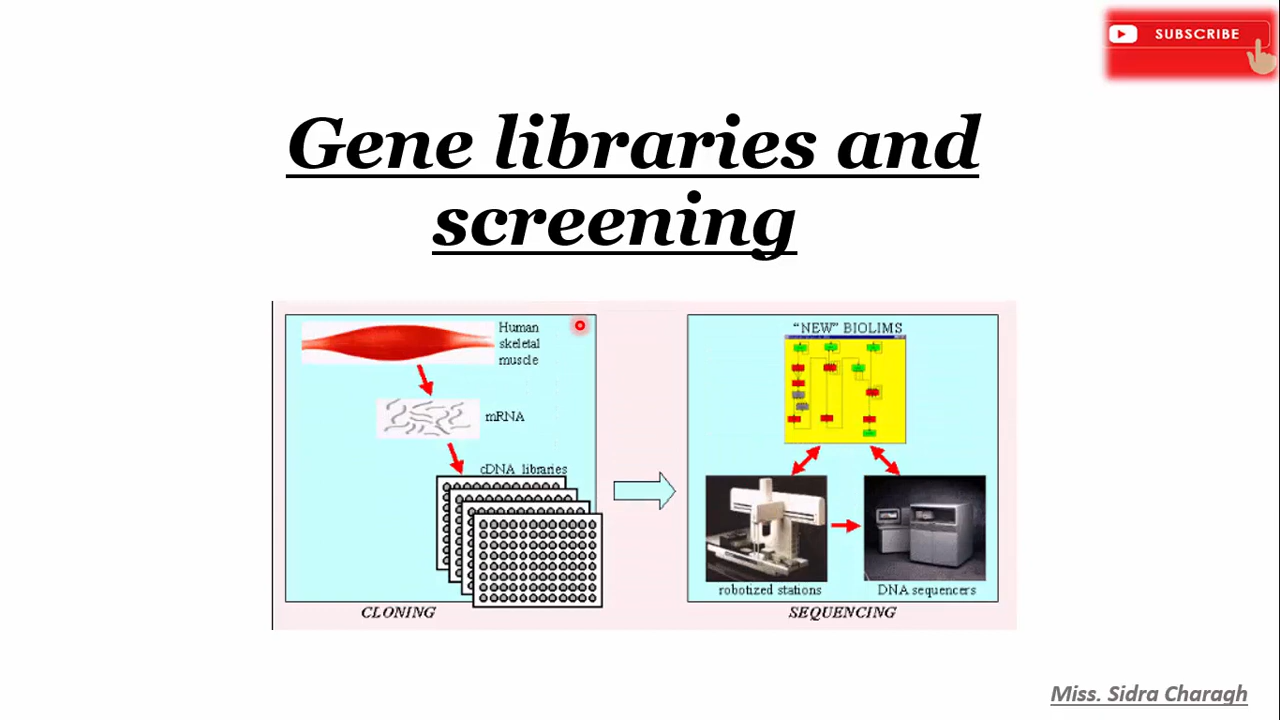 SUBSCRIBE
Gene libraries and
screening
Human
skeletal
muscle
mRNA
cDNA libraries
CLONING
"NEW" BIOLIMS
robotized stations
DNA sequencers
SEQUENCING
Miss. Sidra Charagh